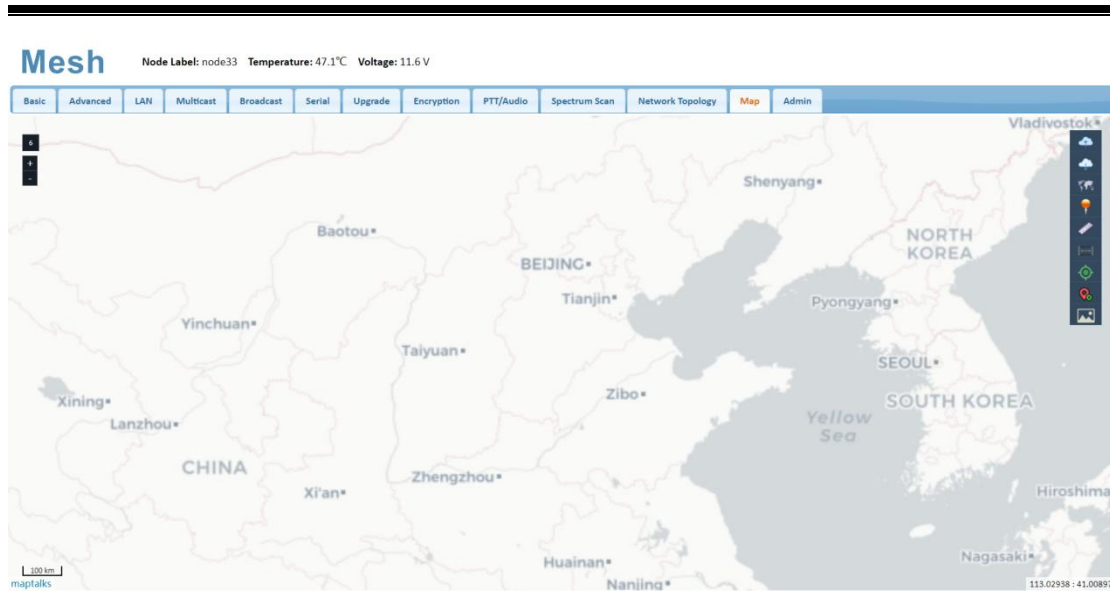 Mesh
Node Label: node33 Temperature: 47.1℃ Voltage: 11.6 V
Basic Advanced LAN Multicast Broadcast Serial Upgrade Encryption PTT/Audio Spectrum Scan Network Topology Map Admin
Vladivostok
6
+
-
Shenyang
Baotou
NORTH
KOREA
BEIJING
Tianjin
Pyongyang
Yinchuan
Taiyuan
SEOUL
Zibo
Xining
SOUTH KOREA
Yellow
Sea
Lanzhou
CHINA
Zhengzhou
Xi'an
Hiroshima
Huainan
Nagasaki
100 km
maptalks
Nanjing
113.02938 : 41.00897